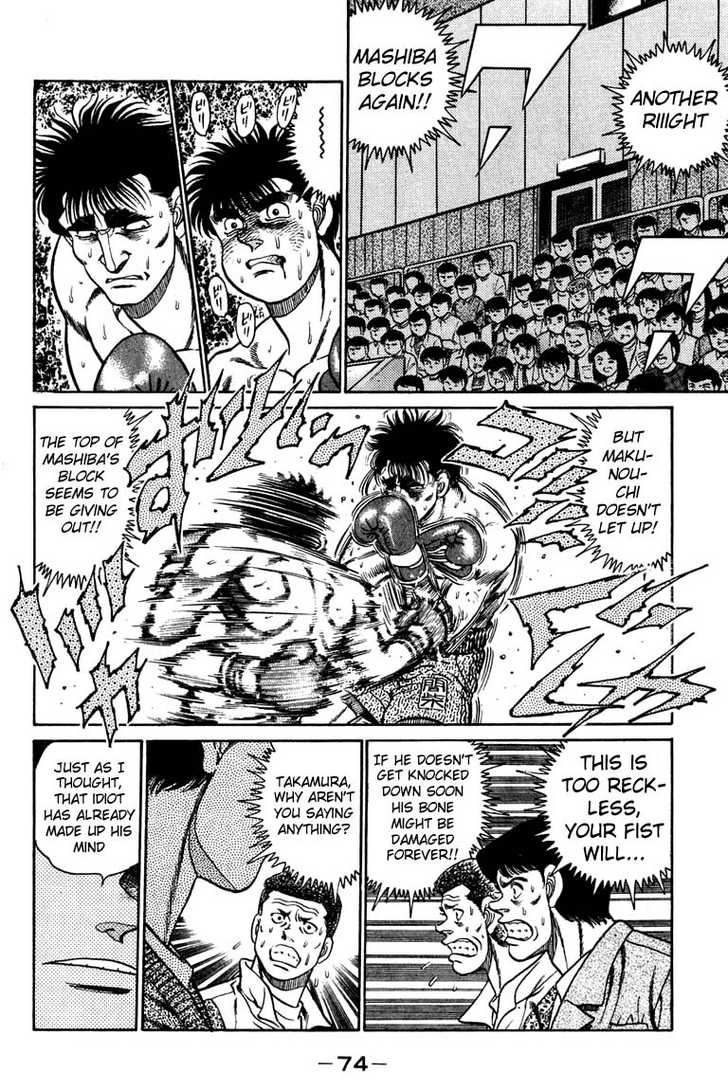 ANOTHER
RIIIGHT
MASHIBA
BLOCKS
AGAIN!!
BUT
MAKU-
NOU-
CHI
DOESN'T
LET UP!
THE TOP OF
MASHIBA'S
BLOCK
SEEMS TO
BE GIVING
OUT!!
THIS IS
TOO RECK-
LESS,
YOUR FIST
WILL...
IF HE DOESN'T
GET KNOCKED
DOWN SOON
HIS BONE
MIGHT BE
DAMAGED
FOREVER!!
TAKAMURA,
WHY AREN'T
YOU SAYING
ANYTHING?
JUST AS I
THOUGHT,
THAT IDIOT
HAS ALREADY
MADE UP HIS
MIND
-74-